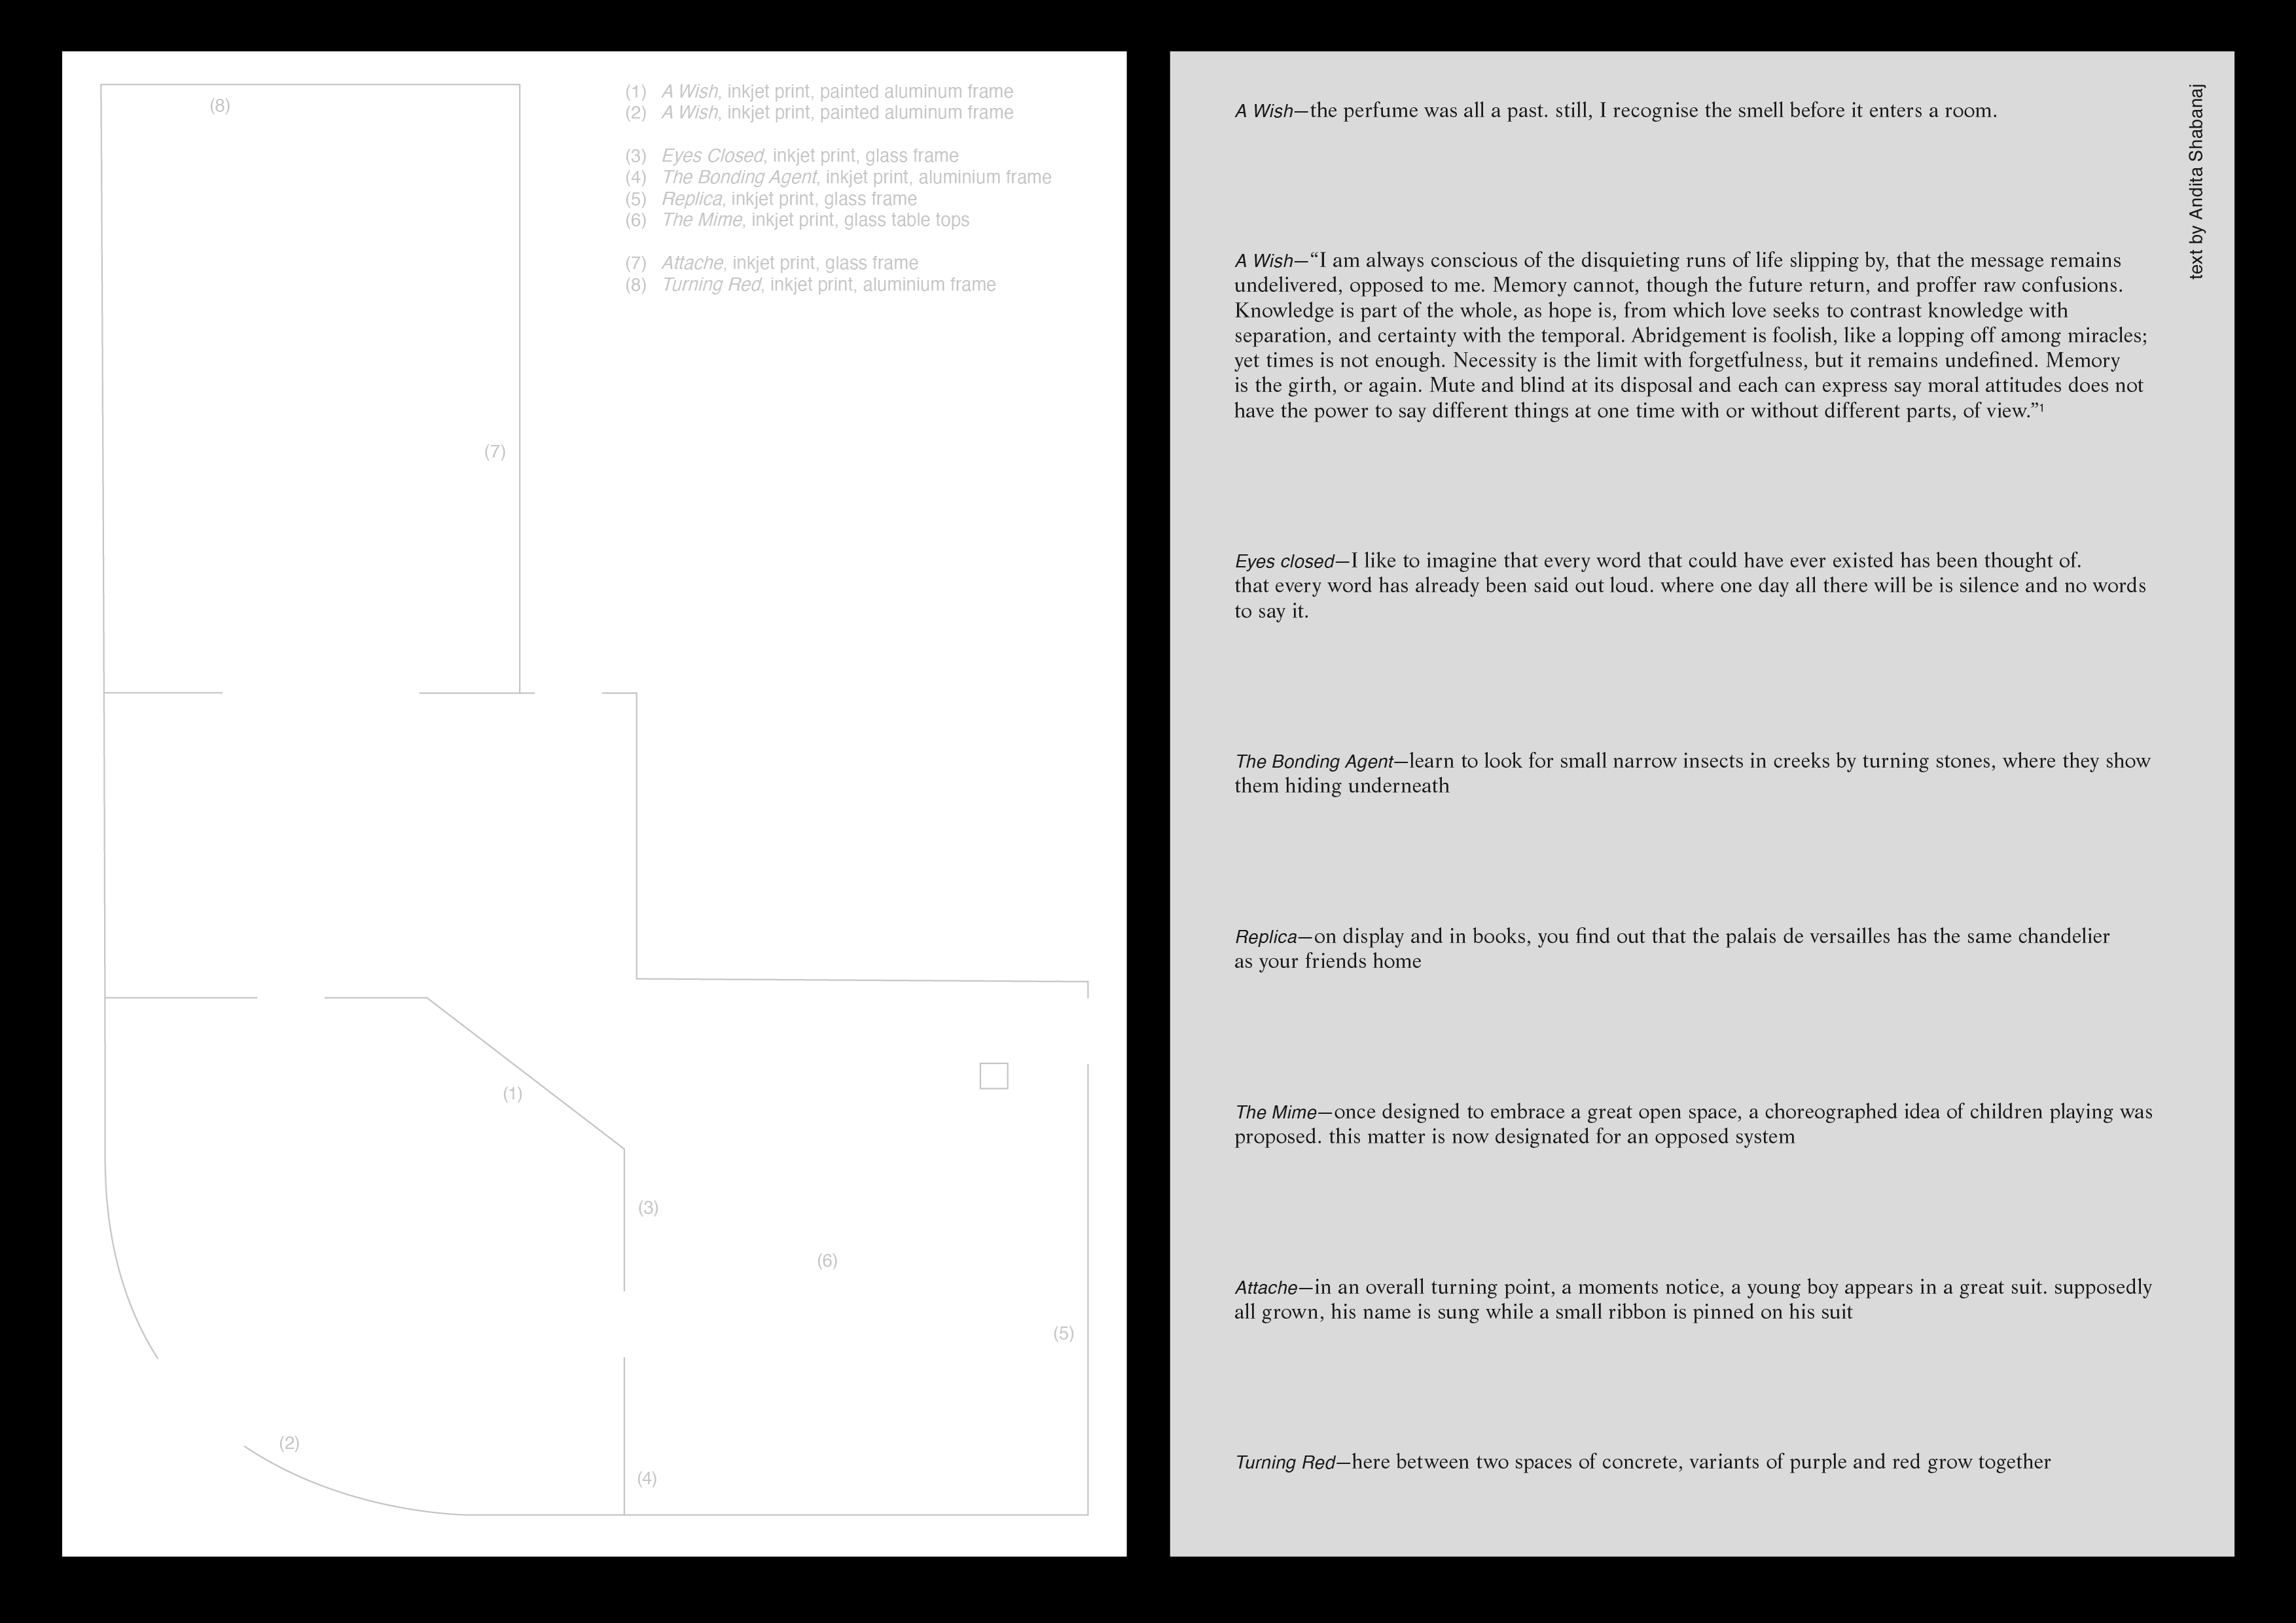 (1) A Wish, inkjet print, painted aluminum frame
(2) A Wish, inkjet print, painted aluminum frame
(3) Eyes Closed, inkjet print, glass frame
(4) The Bonding Agent, inkjet print, aluminium frame
(5) Replica, inkjet print, glass frame
(6) The Mime, inkjet print, glass table tops
(7) Attache, inkjet print, glass frame
(8) Turning Red, inkjet print, aluminium frame
(8)
(7)
(1)
(3)
(6)
(5)
(2)
(4)
text by Andita Shabanaj
A Wish—the perfume was all a past. still, I recognise the smell before it enters a room.
A Wish—“I am always conscious of the disquieting runs of life slipping by, that the message remains
undelivered, opposed to me. Memory cannot, though the future return, and proffer raw confusions.
Knowledge is part of the whole, as hope is, from which love seeks to contrast knowledge with
separation, and certainty with the temporal. Abridgement is foolish, like a lopping off among miracles;
yet times is not enough. Necessity is the limit with forgetfulness, but it remains undefined. Memory
is the girth, or again. Mute and blind at its disposal and each can express say moral attitudes does not
have the power to say different things at one time with or without different parts, of view.”¹
Eyes closed—I like to imagine that every word that could have ever existed has been thought of.
that every word has already been said out loud. where one day all there will be is silence and no words
to say it.
The Bonding Agent—learn to look for small narrow insects in creeks by turning stones, where they show
them hiding underneath
Replica—on display and in books, you find out that the palais de versailles has the same chandelier
as your friends home
The Mime—once designed to embrace a great open space, a choreographed idea of children playing was
proposed. this matter is now designated for an opposed system
Attache—in an overall turning point, a moments notice, a young boy appears in a great suit. supposedly
all grown, his name is sung while a small ribbon is pinned on his suit
Turning Red—here between two spaces of concrete, variants of purple and red grow together